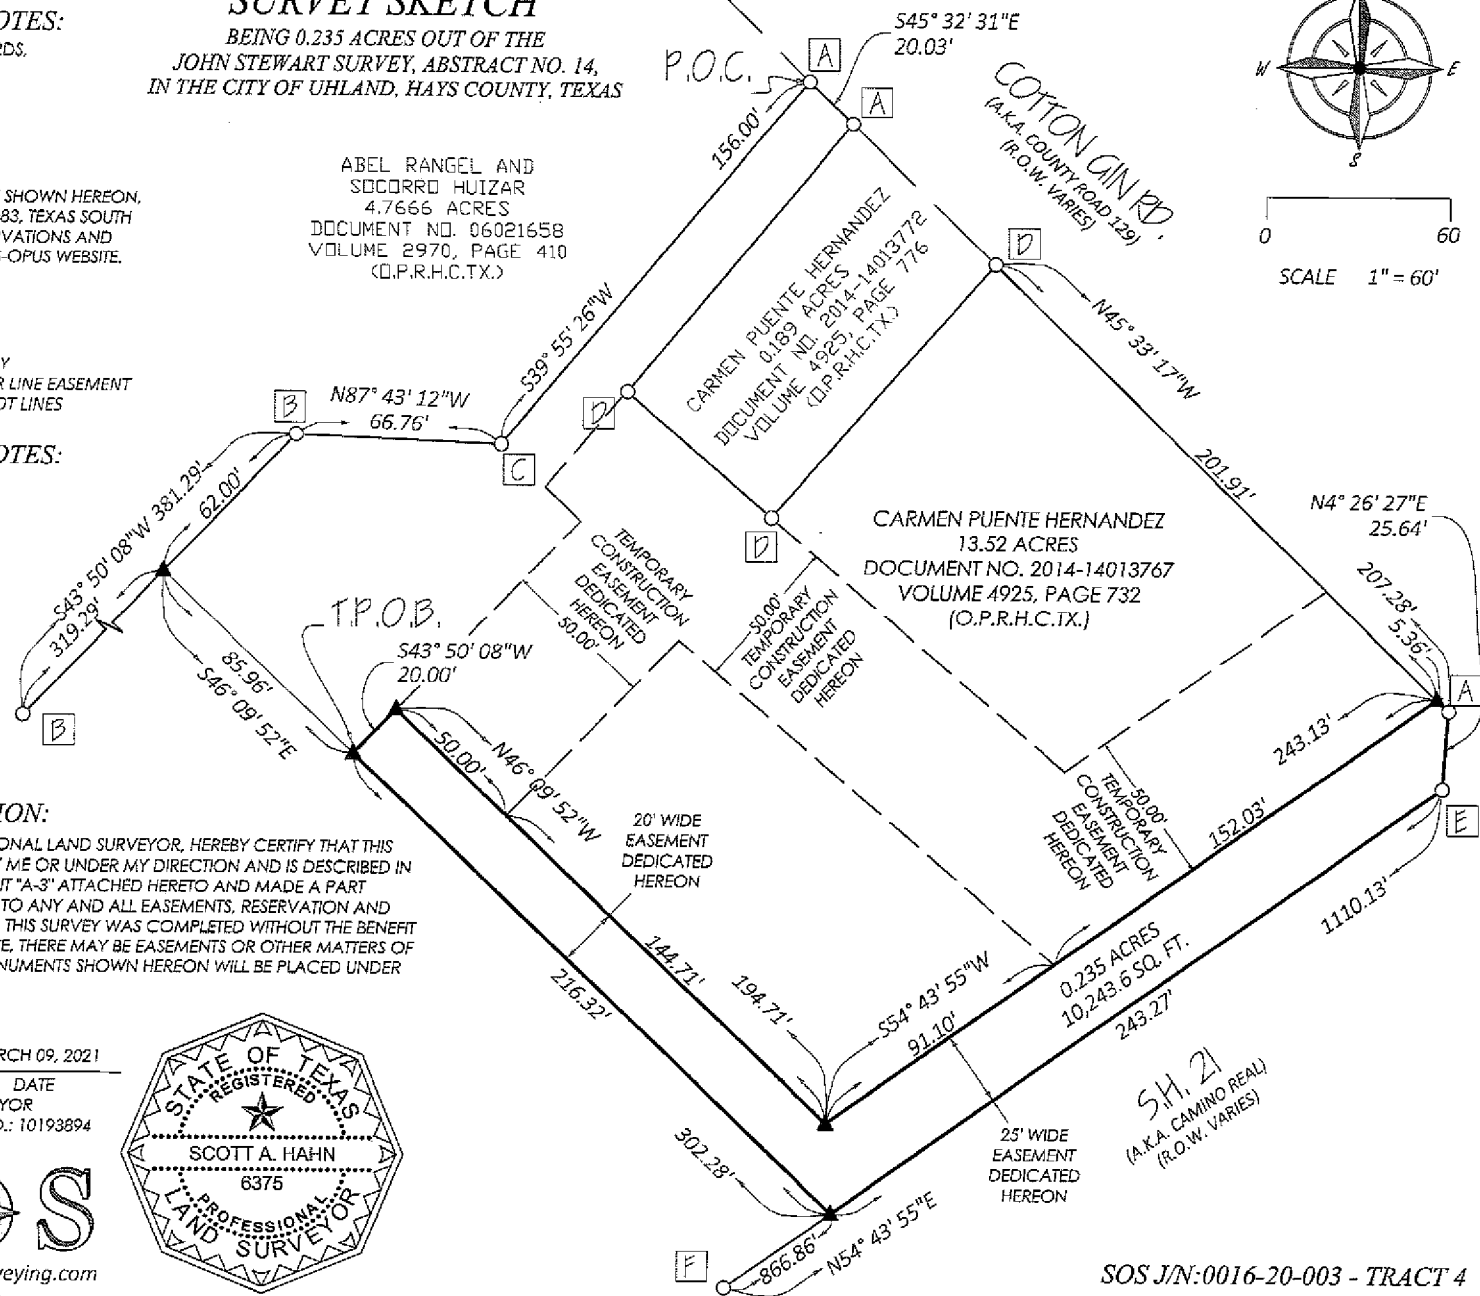 OTES:
RDS,
SURVEY SKETCH
BEING 0.235 ACRES OUT OF THE
JOHN STEWART SURVEY, ABSTRACT NO. 14,
IN THE CITY OF UHLAND, HAYS COUNTY, TEXAS
P.O.C.
A
S45° 32' 31"E
20.03'
A
COTTON GIN RD.
(A.K.A. COUNTY ROAD 129)
(R.O.W. VARIES)
W
E
S
0
60
SCALE 1" = 60'
ABEL RANGEL AND
SOCORRO HUIZAR
4.7666 ACRES
DOCUMENT NO. 06021658
VOLUME 2970, PAGE 410
(O.P.R.H.C.TX.)
SHOWN HEREON,
83, TEXAS SOUTH
VATIONS AND
-OPUS WEBSITE.
156.00'
S39° 55' 26"W
CARMEN PUENTE HERNANDEZ
0.189 ACRES
DOCUMENT NO. 2014-14013772
VOLUME 4925, PAGE 776
(O.P.R.H.C.TX.)
D
N45° 33' 17"W
201.91'
Y
R LINE EASEMENT
OT LINES
OTES:
B
N87° 43' 12"W
66.76'
C
D
D
S43° 50' 08"W 381.29'
62.00'
319.29'
B
85.96'
S46° 09' 52"E
T.P.O.B.
S43° 50' 08"W
20.00'
TEMPORARY
CONSTRUCTION
EASEMENT
DEDICATED
HEREON
50.00'
50.00'
TEMPORARY
CONSTRUCTION
EASEMENT
DEDICATED
HEREON
CARMEN PUENTE HERNANDEZ
13.52 ACRES
DOCUMENT NO. 2014-14013767
VOLUME 4925, PAGE 732
(O.P.R.H.C.TX.)
N4° 26' 27"E
25.64'
207.28'
5.36'
A
E
243.13'
152.03'
50.00'
TEMPORARY
CONSTRUCTION
EASEMENT
DEDICATED
HEREON
50.00'
N46° 09' 52"W
20' WIDE
EASEMENT
DEDICATED
HEREON
144.71'
194.71'
216.32'
S54° 43' 55"W
91.10'
0.235 ACRES
10,243.6 SQ. FT.
243.27'
1110.13'
S.H. 21
(A.K.A. CAMINO REAL)
(R.O.W. VARIES)
25' WIDE
EASEMENT
DEDICATED
HEREON
302.28'
866.86'
N54° 43' 55"E
F
ION:
ONAL LAND SURVEYOR, HEREBY CERTIFY THAT THIS
Y ME OR UNDER MY DIRECTION AND IS DESCRIBED IN
IT "A-3" ATTACHED HERETO AND MADE A PART
TO ANY AND ALL EASEMENTS, RESERVATION AND
THIS SURVEY WAS COMPLETED WITHOUT THE BENEFIT
E, THERE MAY BE EASEMENTS OR OTHER MATTERS OF
NUMENTS SHOWN HEREON WILL BE PLACED UNDER
RCH 09, 2021
DATE
YOR
O.: 10193894
STATE OF TEXAS
REGISTERED
SCOTT A. HAHN
6375
PROFESSIONAL
LAND SURVEYOR
S
veying.com
SOS J/N:0016-20-003 - TRACT 4